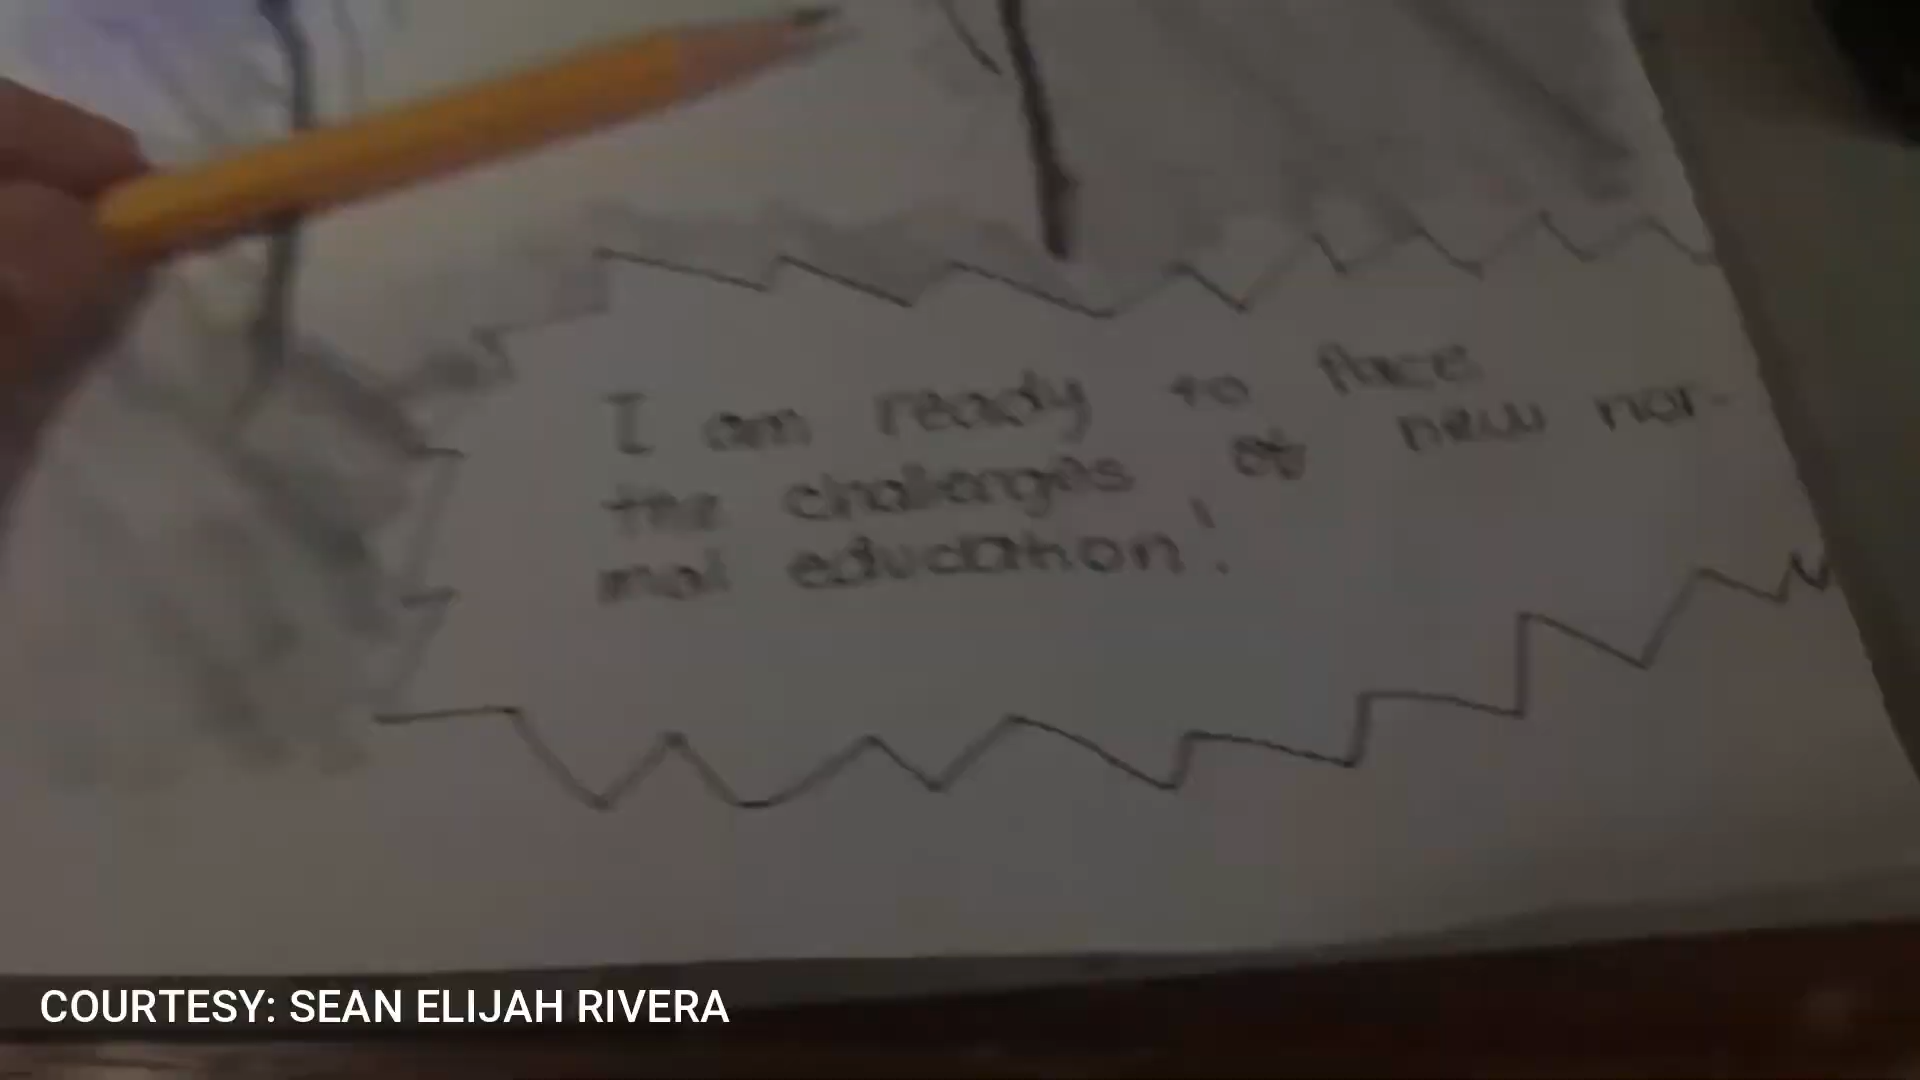 I am ready to face
the challenges of new nor-
mal education!
COURTESY: SEAN ELIJAH RIVERA